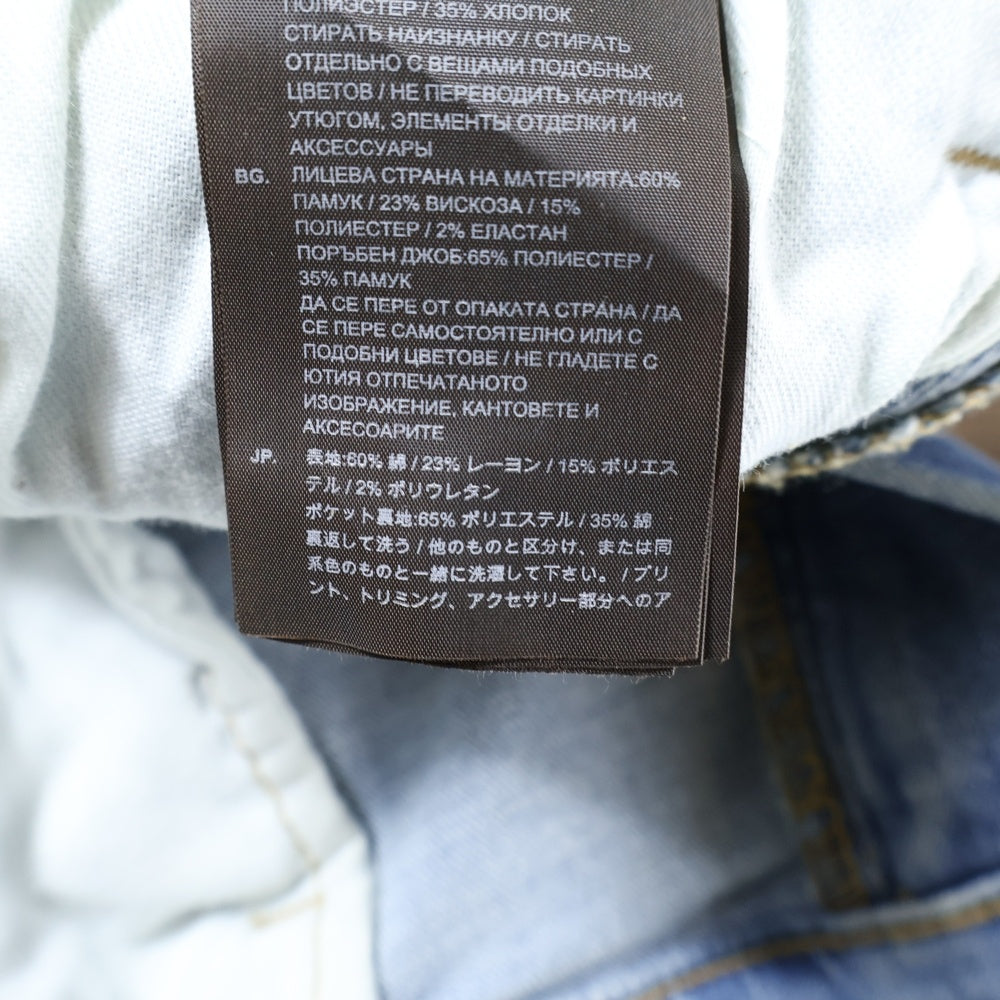 ПОЛИЭСТЕР / 35% ХЛОПОК
СТИРАТЬ НАИЗНАНКУ / СТИРАТЬ
ОТДЕЛЬНО С ВЕЩАМИ ПОДОБНЫХ
ЦВЕТОВ / НЕ ПЕРЕВОДИТЬ КАРТИНКИ
УТЮГОМ, ЭЛЕМЕНТЫ ОТДЕЛКИ И
АКСЕССУАРЫ
BG. ЛИЦЕВА СТРАНА НА МАТЕРИЯТА:60%
ПАМУК / 23% ВИСКОЗА / 15%
ПОЛИЕСТЕР / 2% ЕЛАСТАН
ПОРЪБЕН ДЖОБ:65% ПОЛИЕСТЕР /
35% ПАМУК
ДА СЕ ПЕРЕ ОТ ОПАКАТА СТРАНА / ДА
СЕ ПЕРЕ САМОСТОЯТЕЛНО ИЛИ С
ПОДОБНИ ЦВЕТОВЕ / НЕ ГЛАДЕТЕ С
ЮТИЯ ОТПЕЧАТАНОТО
ИЗОБРАЖЕНИЕ, КАНТОВЕТЕ И
АКСЕСОАРИТЕ
JP. 表地:60% 綿 / 23% レーヨン / 15% ポリエス
テル / 2% ポリウレタン
ポケット裏地:65% ポリエステル / 35% 綿
裏返して洗う / 他のものと区分け、または同
系色のものと一緒に洗濯して下さい。 / プリ
ント、トリミング、アクセサリー部分へのア